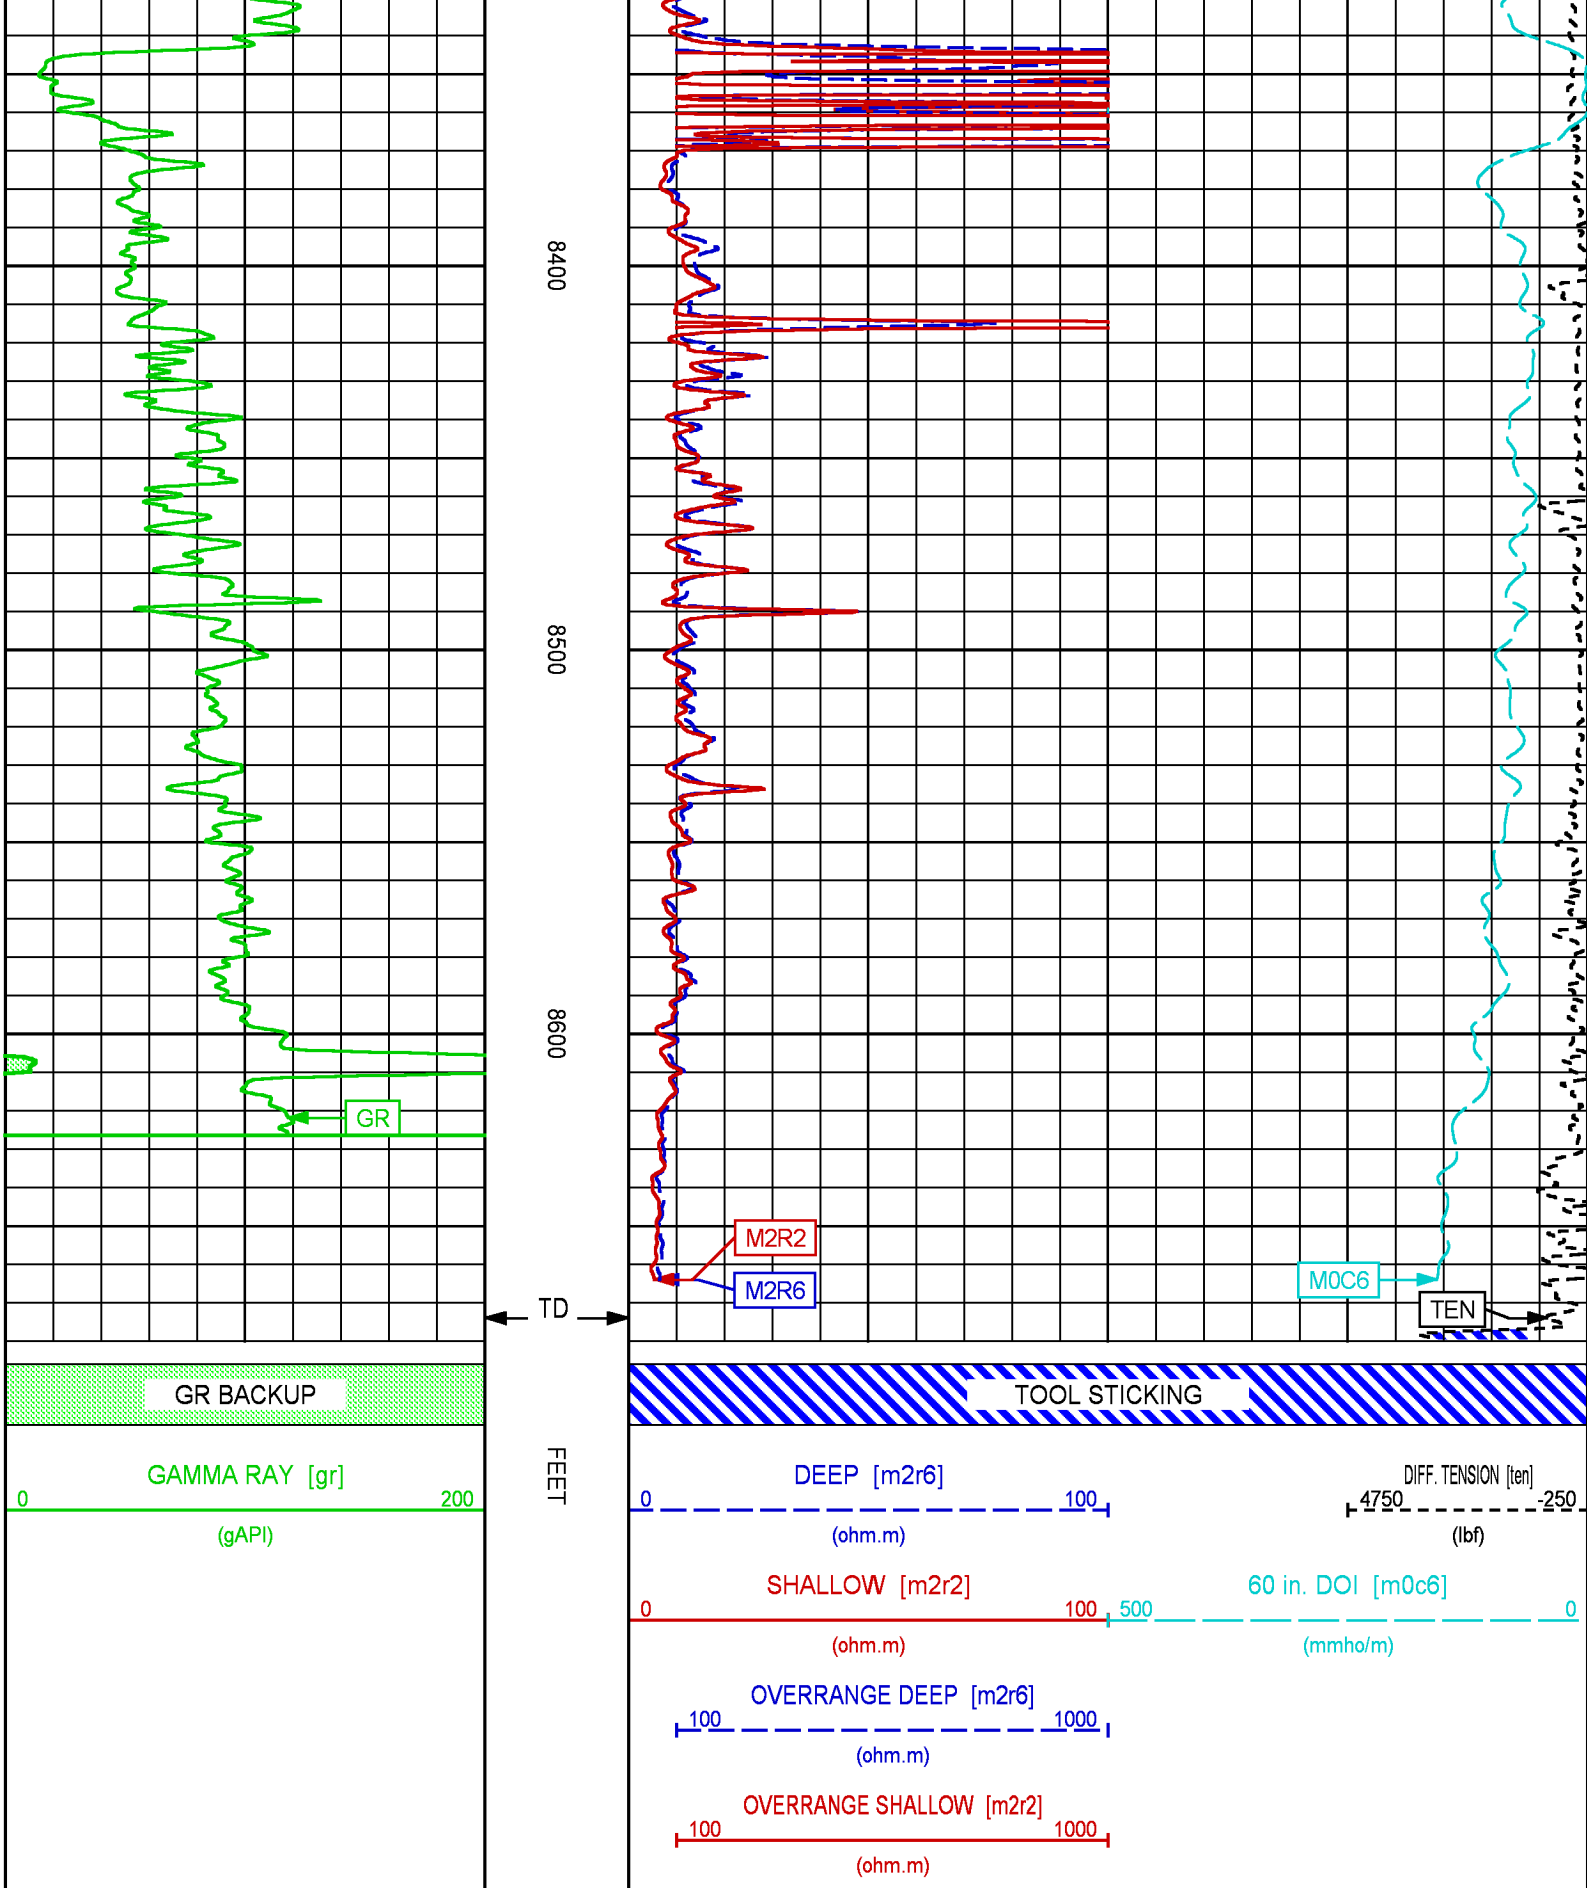 8400
8500
8600
GR
M2R2
M2R6
M0C6
TEN
TD
GR BACKUP
TOOL STICKING
FEET
GAMMA RAY [gr]
0 200
(gAPI)
DEEP [m2r6]
0 100
(ohm.m)
DIFF. TENSION [ten]
4750 -250
(lbf)
SHALLOW [m2r2]
0 100
(ohm.m)
60 in. DOI [m0c6]
500 0
(mmho/m)
OVERRANGE DEEP [m2r6]
100 1000
(ohm.m)
OVERRANGE SHALLOW [m2r2]
100 1000
(ohm.m)